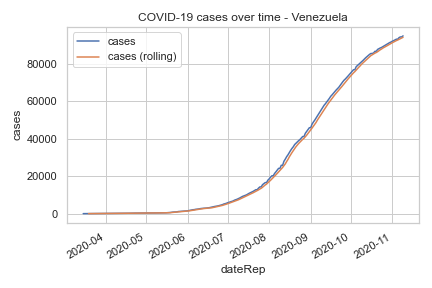 COVID-19 cases over time - Venezuela
cases
cases (rolling)
cases
80000
60000
40000
20000
0
2020-04
2020-05
2020-06
2020-07
2020-08
2020-09
2020-10
2020-11
dateRep